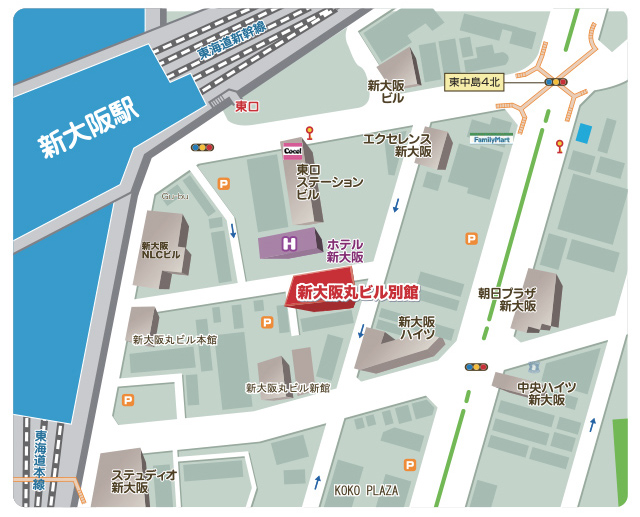 東海道新幹線
新大阪駅
東口
新大阪
ビル
東中島4北
Cocol
東口
ステーション
ビル
エクセレンス
新大阪
FamilyMart
P
Gu-Bu
新大阪
NLCビル
H
ホテル
新大阪
P
新大阪丸ビル別館
朝日プラザ
新大阪
P
新大阪丸ビル本館
新大阪
ハイツ
新大阪丸ビル新館
中央ハイツ
新大阪
P
東海道本線
ステュディオ
新大阪
P
KOKO PLAZA